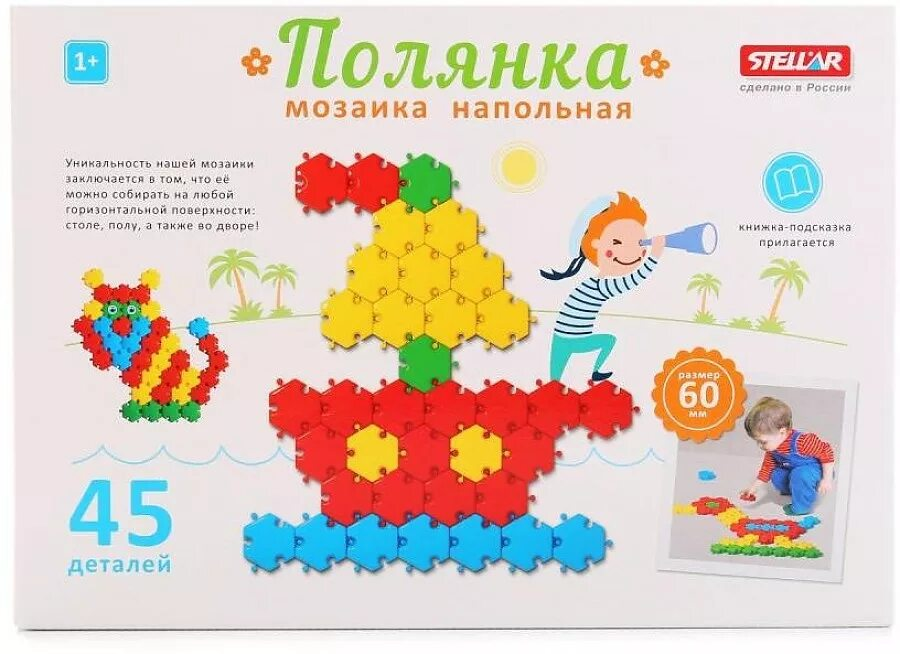 1+
Полянка
мозаика напольная
STELLAR
сделано в России
Уникальность нашей мозаики
заключается в том, что её
можно собирать на любой
горизонтальной поверхности:
столе, полу, а также во дворе!
книжка-подсказка
прилагается
размер
60
мм
45
деталей